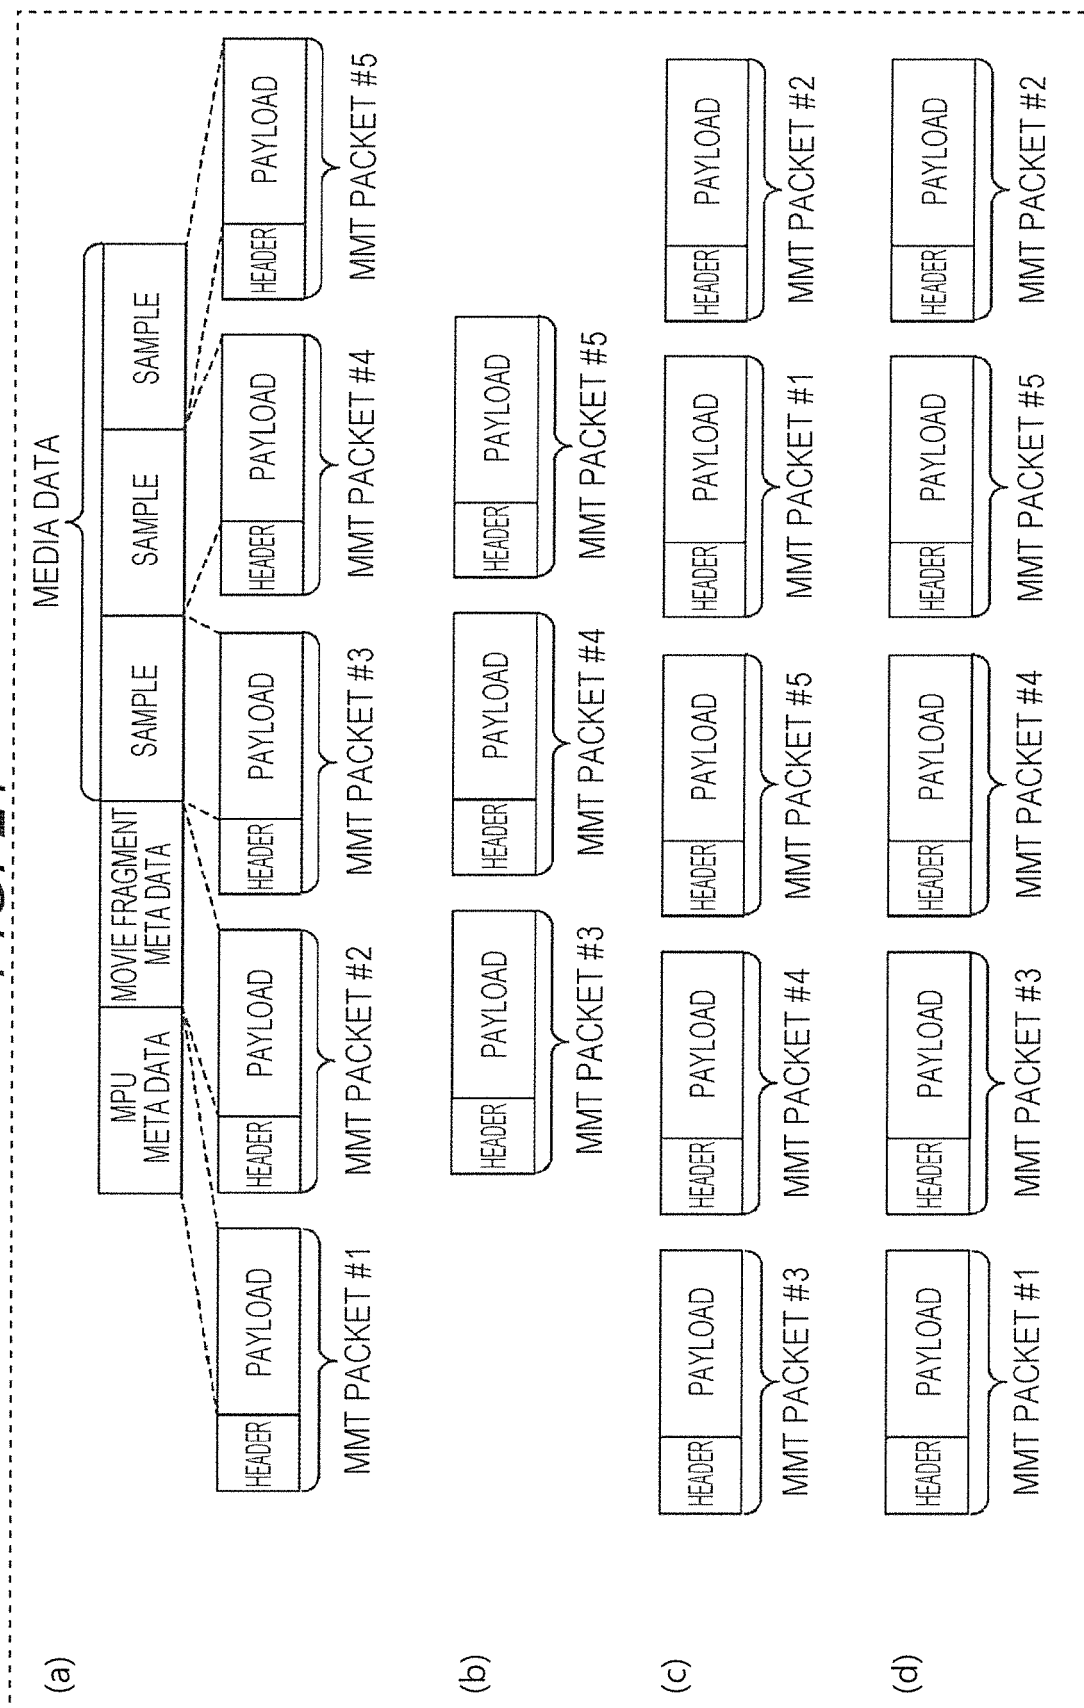 (a)
MEDIA DATA
MPU
META DATA
MOVIE FRAGMENT
META DATA
SAMPLE
SAMPLE
SAMPLE
HEADER
PAYLOAD
HEADER
PAYLOAD
HEADER
PAYLOAD
HEADER
PAYLOAD
HEADER
PAYLOAD
MMT PACKET #1
MMT PACKET #2
MMT PACKET #3
MMT PACKET #4
MMT PACKET #5
(b)
HEADER
PAYLOAD
HEADER
PAYLOAD
HEADER
PAYLOAD
MMT PACKET #3
MMT PACKET #4
MMT PACKET #5
(c)
HEADER
PAYLOAD
HEADER
PAYLOAD
HEADER
PAYLOAD
HEADER
PAYLOAD
HEADER
PAYLOAD
MMT PACKET #3
MMT PACKET #4
MMT PACKET #5
MMT PACKET #1
MMT PACKET #2
(d)
HEADER
PAYLOAD
HEADER
PAYLOAD
HEADER
PAYLOAD
HEADER
PAYLOAD
HEADER
PAYLOAD
MMT PACKET #1
MMT PACKET #3
MMT PACKET #4
MMT PACKET #5
MMT PACKET #2